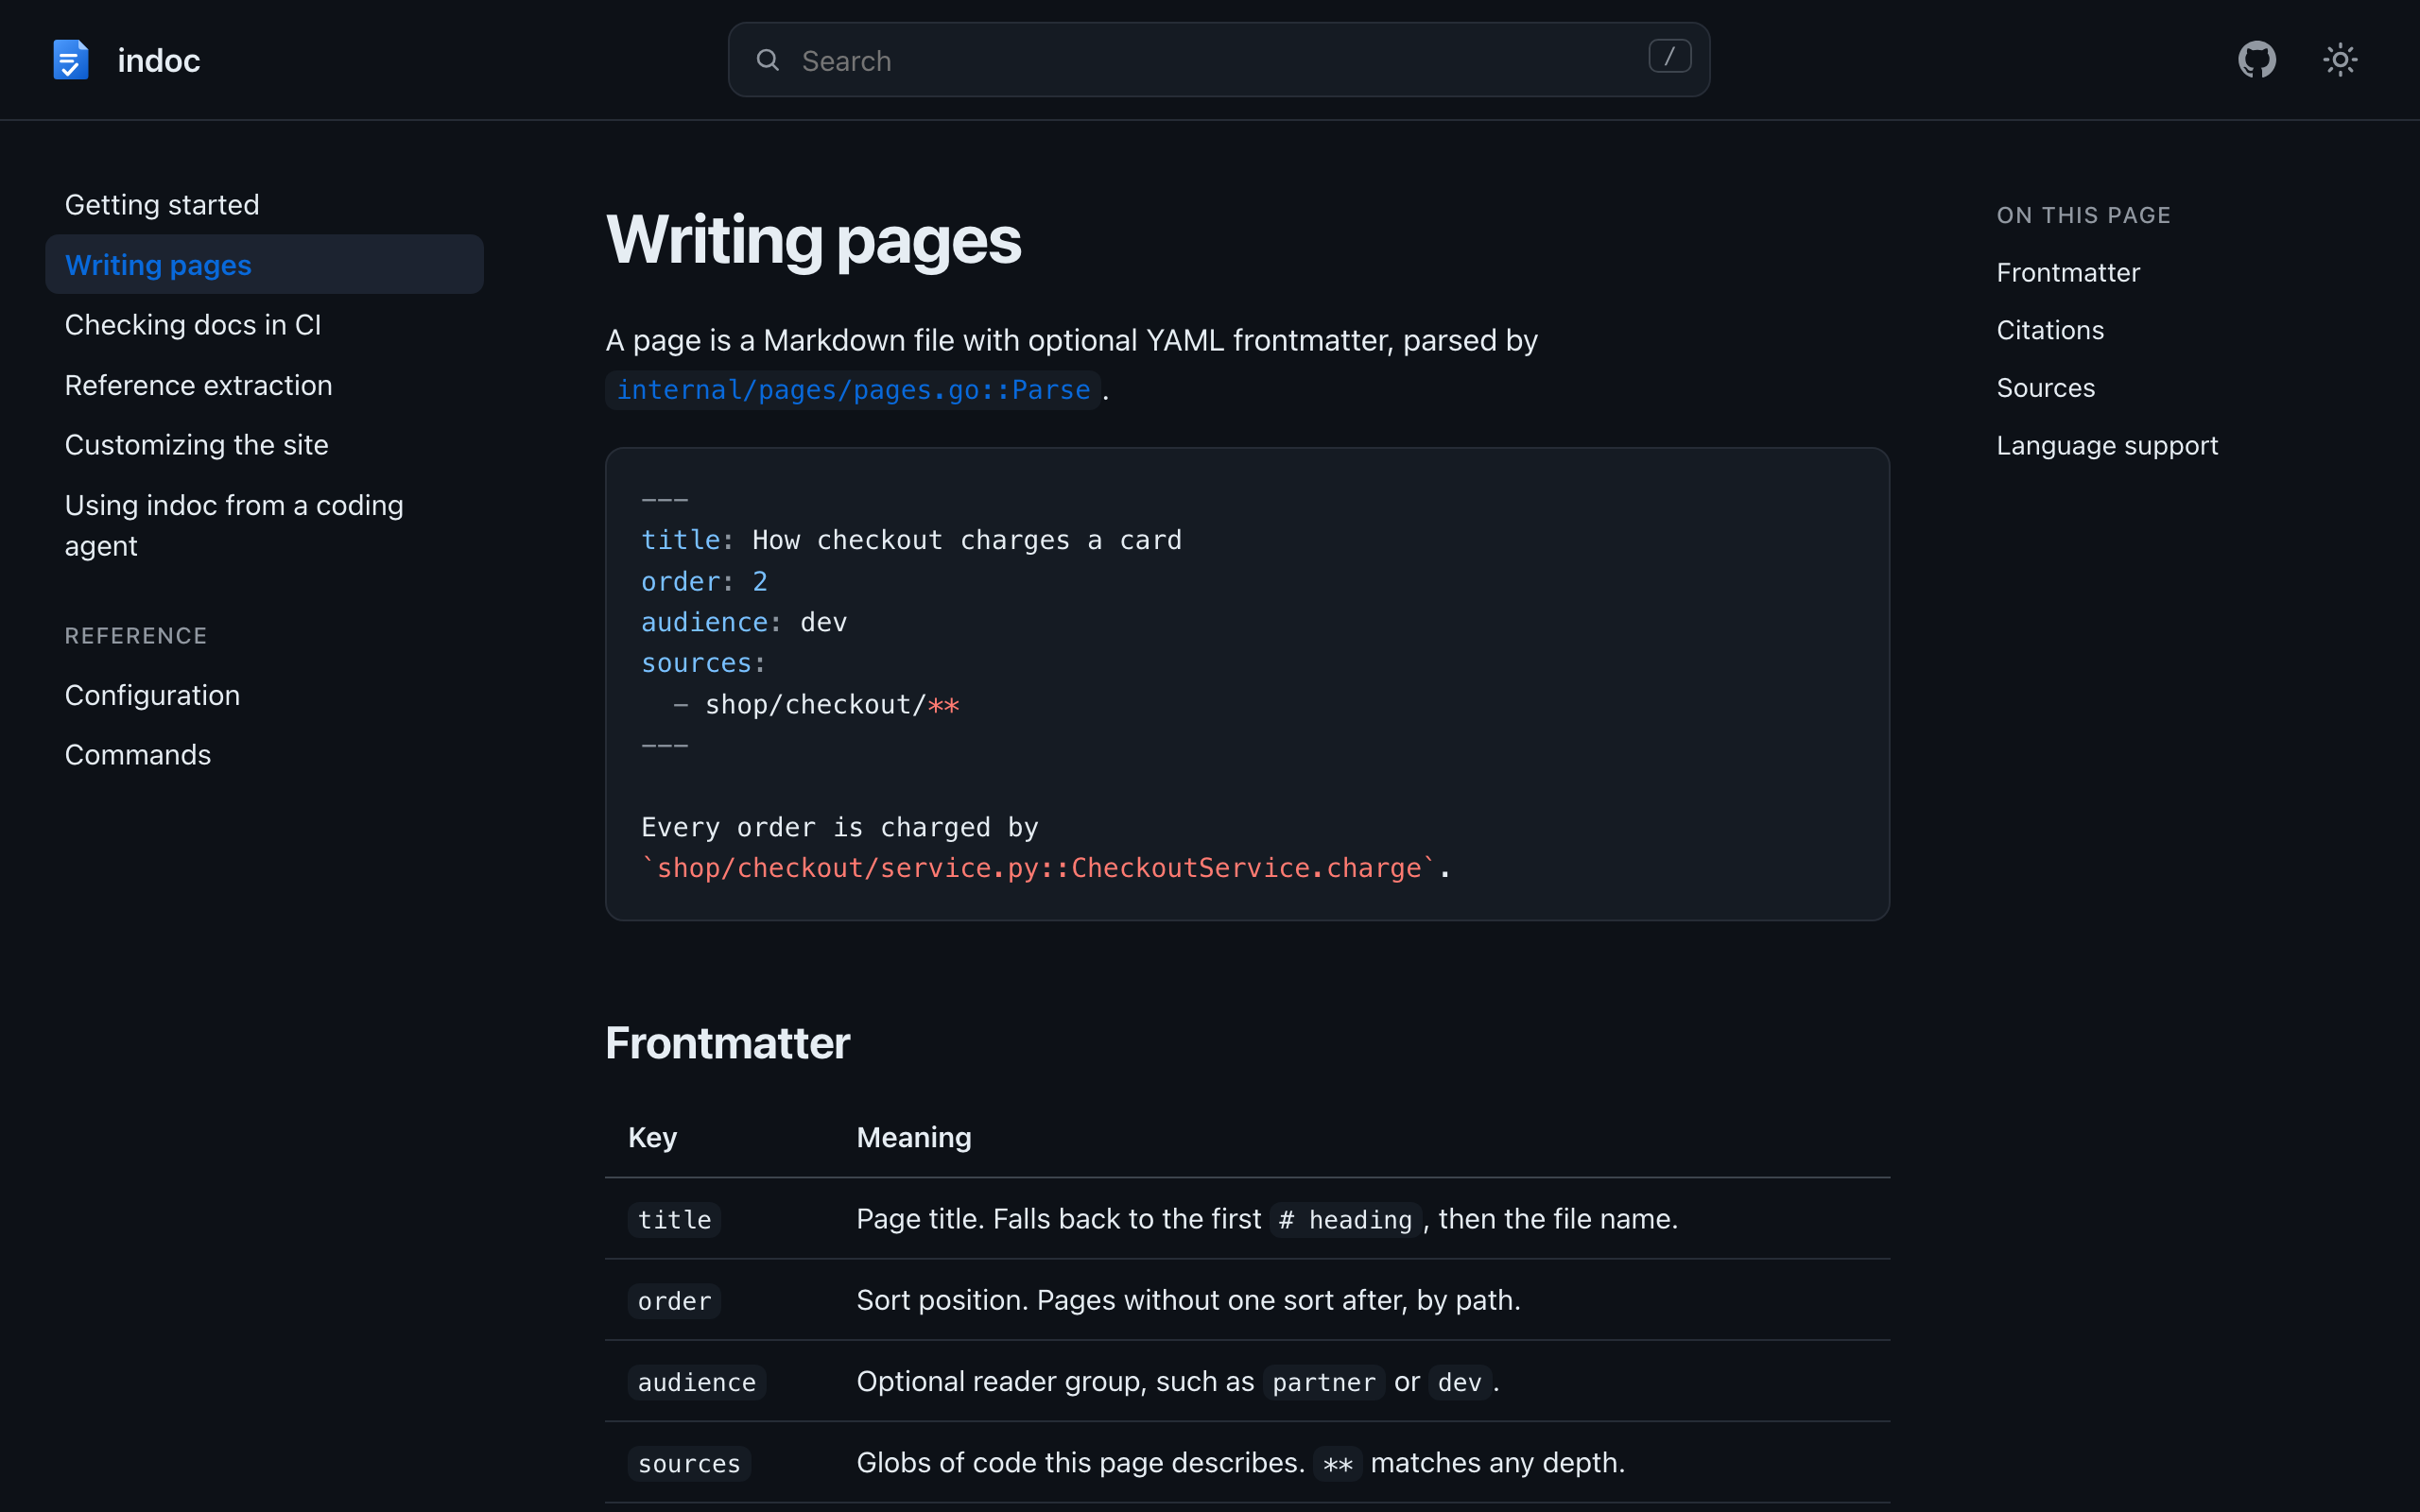 indoc
Search
/
Getting started
Writing pages
Checking docs in CI
Reference extraction
Customizing the site
Using indoc from a coding
agent
REFERENCE
Configuration
Commands
Writing pages
A page is a Markdown file with optional YAML frontmatter, parsed by
internal/pages/pages.go::Parse.
---
title: How checkout charges a card
order: 2
audience: dev
sources:
  - shop/checkout/**
---
Every order is charged by
`shop/checkout/service.py::CheckoutService.charge`.
Frontmatter
Key Meaning
title Page title. Falls back to the first # heading, then the file name.
order Sort position. Pages without one sort after, by path.
audience Optional reader group, such as partner or dev.
sources Globs of code this page describes. ** matches any depth.
ON THIS PAGE
Frontmatter
Citations
Sources
Language support